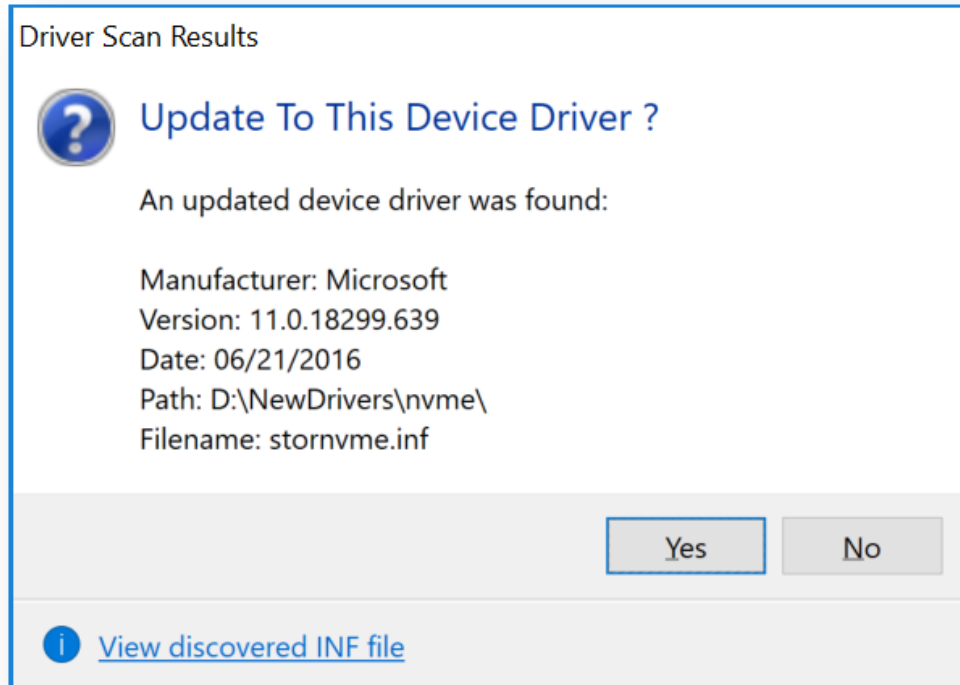 Driver Scan Results
Update To This Device Driver ?
An updated device driver was found:
Manufacturer: Microsoft
Version: 11.0.18299.639
Date: 06/21/2016
Path: D:\NewDrivers\nvme\
Filename: stornvme.inf
Yes No
View discovered INF file